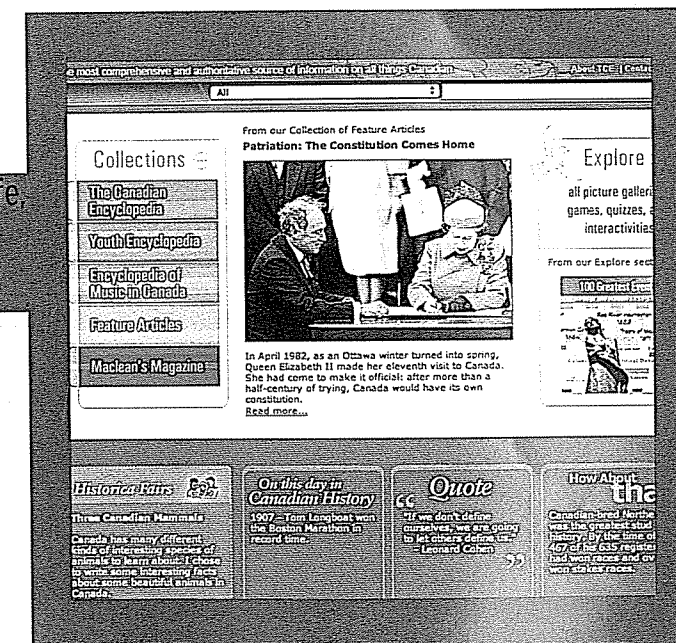 most comprehensive and authoritative source of information on all things Canadian
About TCE |
All
Collections
The Canadian
Encyclopedia
Youth Encyclopedia
Encyclopedia of
Music in Canada
Feature Articles
Maclean's Magazine
From our Collection of Feature Articles
Patriation: The Constitution Comes Home
In April 1982, as an Ottawa winter turned into spring,
Queen Elizabeth II made her eleventh visit to Canada.
She had come to make it official: after more than a
half-century of trying, Canada would have its own
constitution.
Read more...
Explore
all picture
games, quizzes,
interactivities
From our Explore
100 Greatest
Historica Fairs
Three Canadian Mammals
Canada has many different
kinds of interesting species of
animals to learn about. I chose
to write some interesting facts
about some beautiful animals in
Canada.
On this day in
Canadian History
1907—Tom Longboat won
the Boston Marathon in
record time.
Quote
"If we don't define
ourselves, we are going
to let others define us."
– Leonard Cohen
How About
tha
Canadian-bred Northe
was the greatest stud
history. By the time of
467 of his 635 register
had won races and ov
won stakes races.